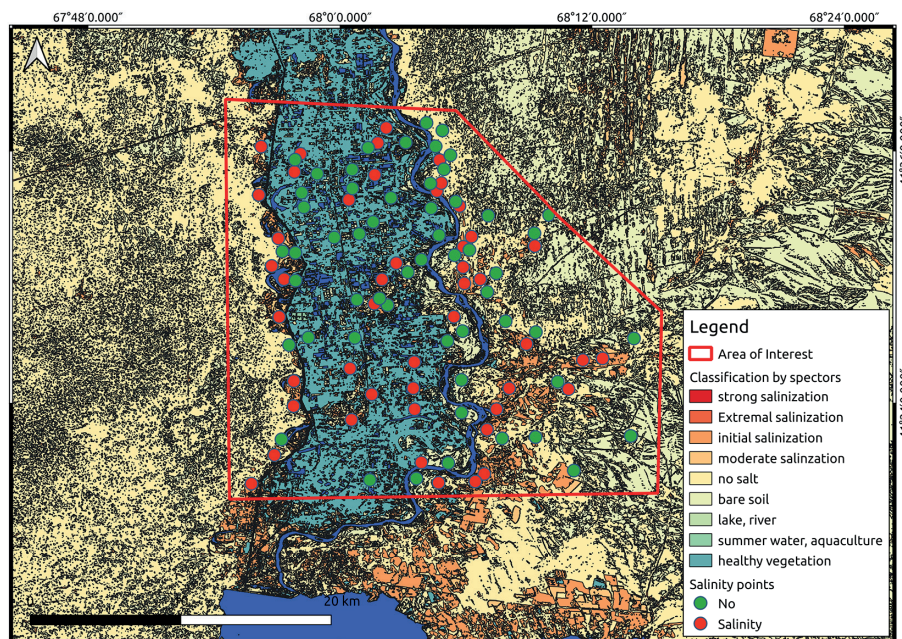 67°48′0.000″ 68°0′0.000″ 68°12′0.000″ 68°24′0.000″
Legend
Area of Interest
Classification by spectors
strong salinization
Extremal salinization
initial salinization
moderate salinzation
no salt
bare soil
lake, river
summer water, aquaculture
healthy vegetation
Salinity points
No
Salinity
20 km